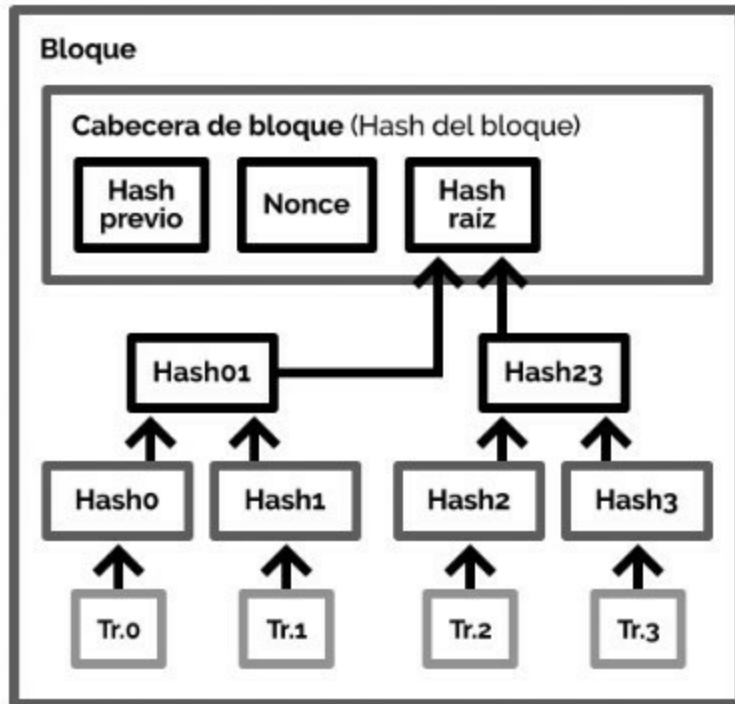 Bloque
Cabecera de bloque (Hash del bloque)
Hash
previo
Nonce
Hash
raíz
Hash01
Hash23
Hash0
Hash1
Hash2
Hash3
Tr.0
Tr.1
Tr.2
Tr.3